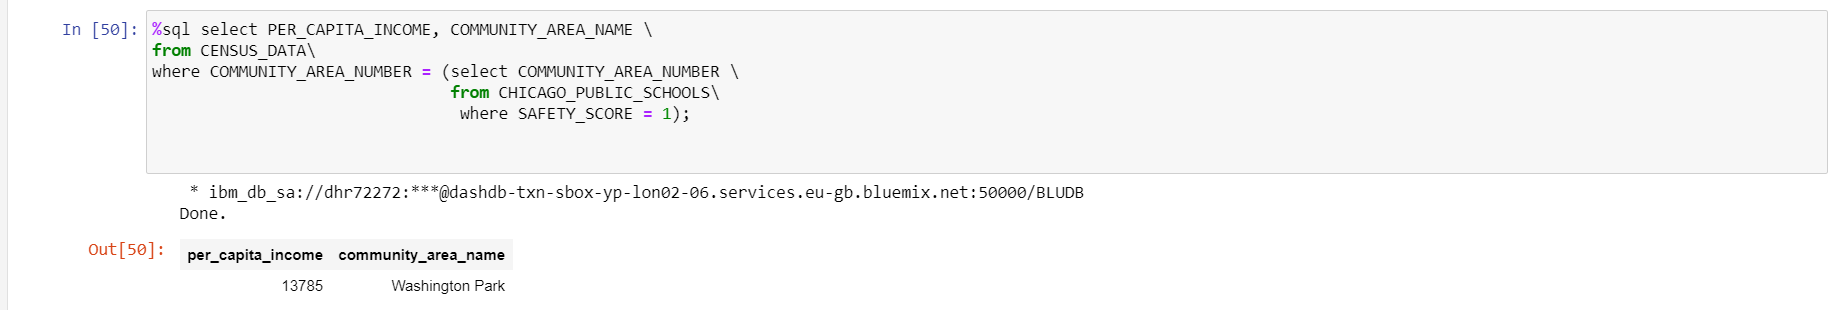 In [50]: %sql select PER_CAPITA_INCOME, COMMUNITY_AREA_NAME \
from CENSUS_DATA\
where COMMUNITY_AREA_NUMBER = (select COMMUNITY_AREA_NUMBER \
from CHICAGO_PUBLIC_SCHOOLS\
where SAFETY_SCORE = 1);
* ibm_db_sa://dhr72272:***@dashdb-txn-sbox-yp-lon02-06.services.eu-gb.bluemix.net:50000/BLUDB
Done.
Out[50]: per_capita_income community_area_name
13785 Washington Park